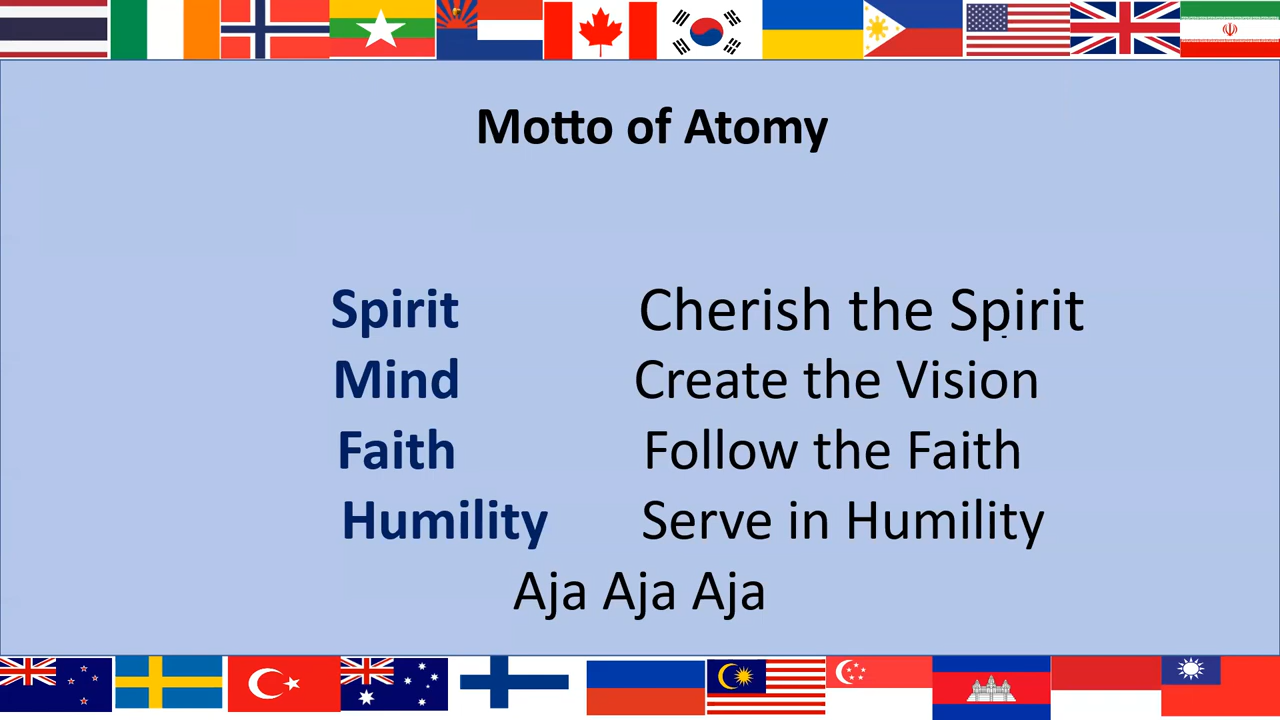 Motto of Atomy
Spirit Cherish the Spirit
Mind Create the Vision
Faith Follow the Faith
Humility Serve in Humility
Aja Aja Aja